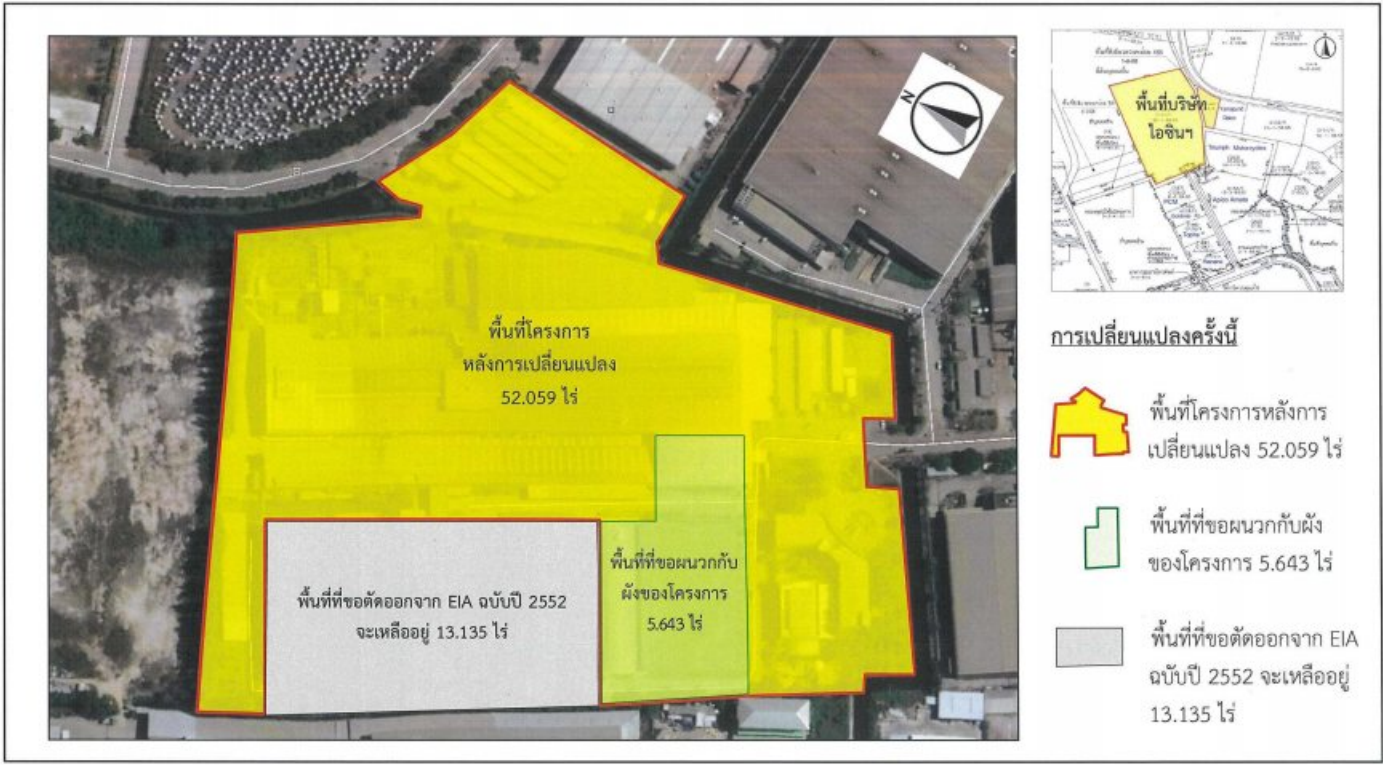 N
พื้นที่โครงการ
หลังการเปลี่ยนแปลง
52.059 ไร่
พื้นที่ที่ขอผนวกกับ
ผังของโครงการ
5.643 ไร่
พื้นที่ที่ขอตัดออกจาก EIA ฉบับปี 2552
จะเหลืออยู่ 13.135 ไร่
พื้นที่บริษัท
ไอซินฯ
Triumph Motorcycles
PCM
การเปลี่ยนแปลงครั้งนี้
พื้นที่โครงการหลังการ
เปลี่ยนแปลง 52.059 ไร่
พื้นที่ที่ขอผนวกกับผัง
ของโครงการ 5.643 ไร่
พื้นที่ที่ขอตัดออกจาก EIA
ฉบับปี 2552 จะเหลืออยู่
13.135 ไร่